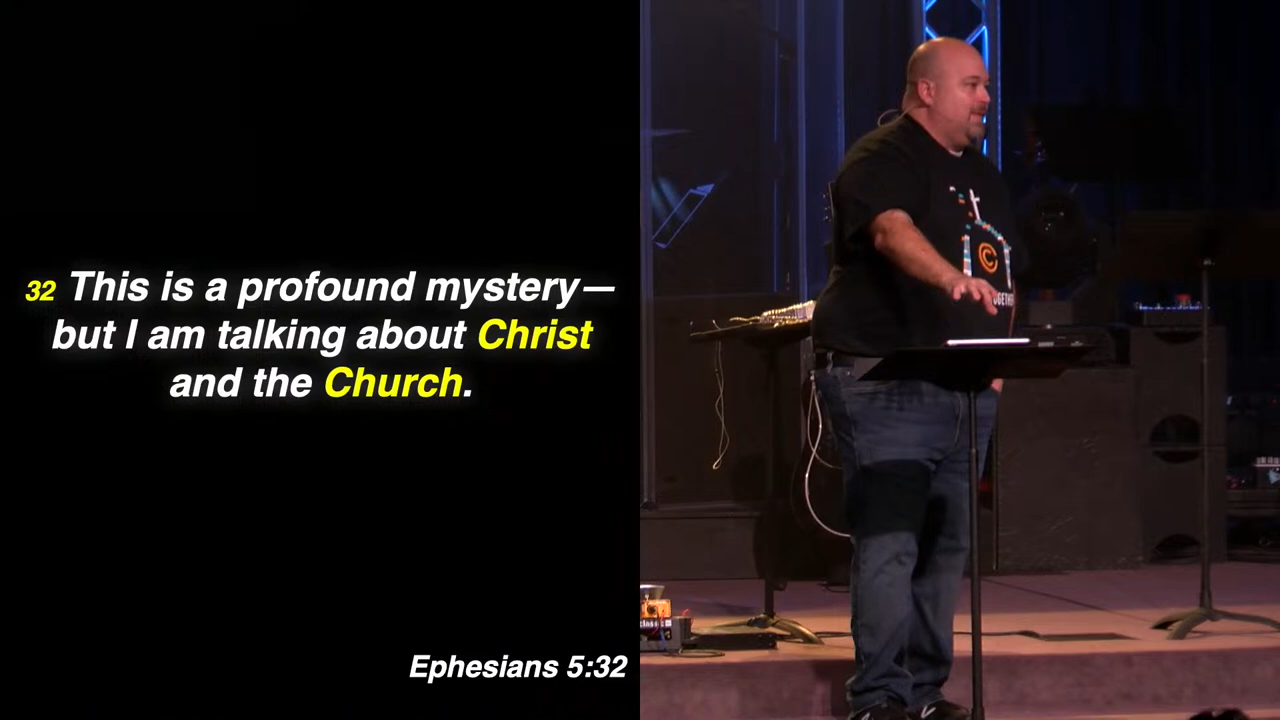 32 This is a profound mystery—
but I am talking about Christ
and the Church.
Ephesians 5:32